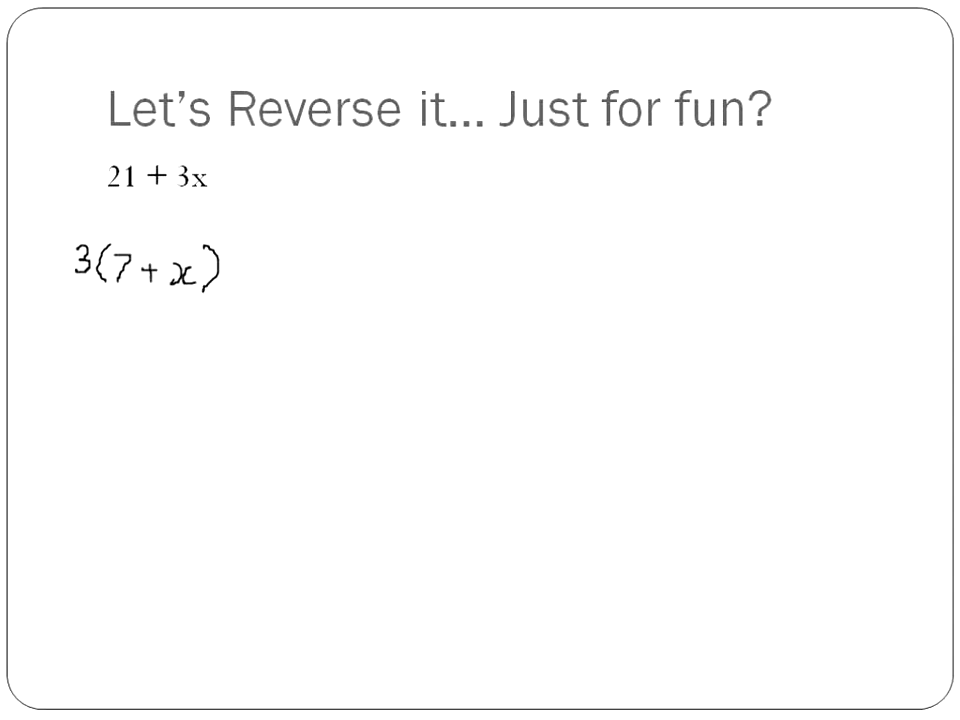 Let’s Reverse it... Just for fun?
21 + 3x
3(7 + x)